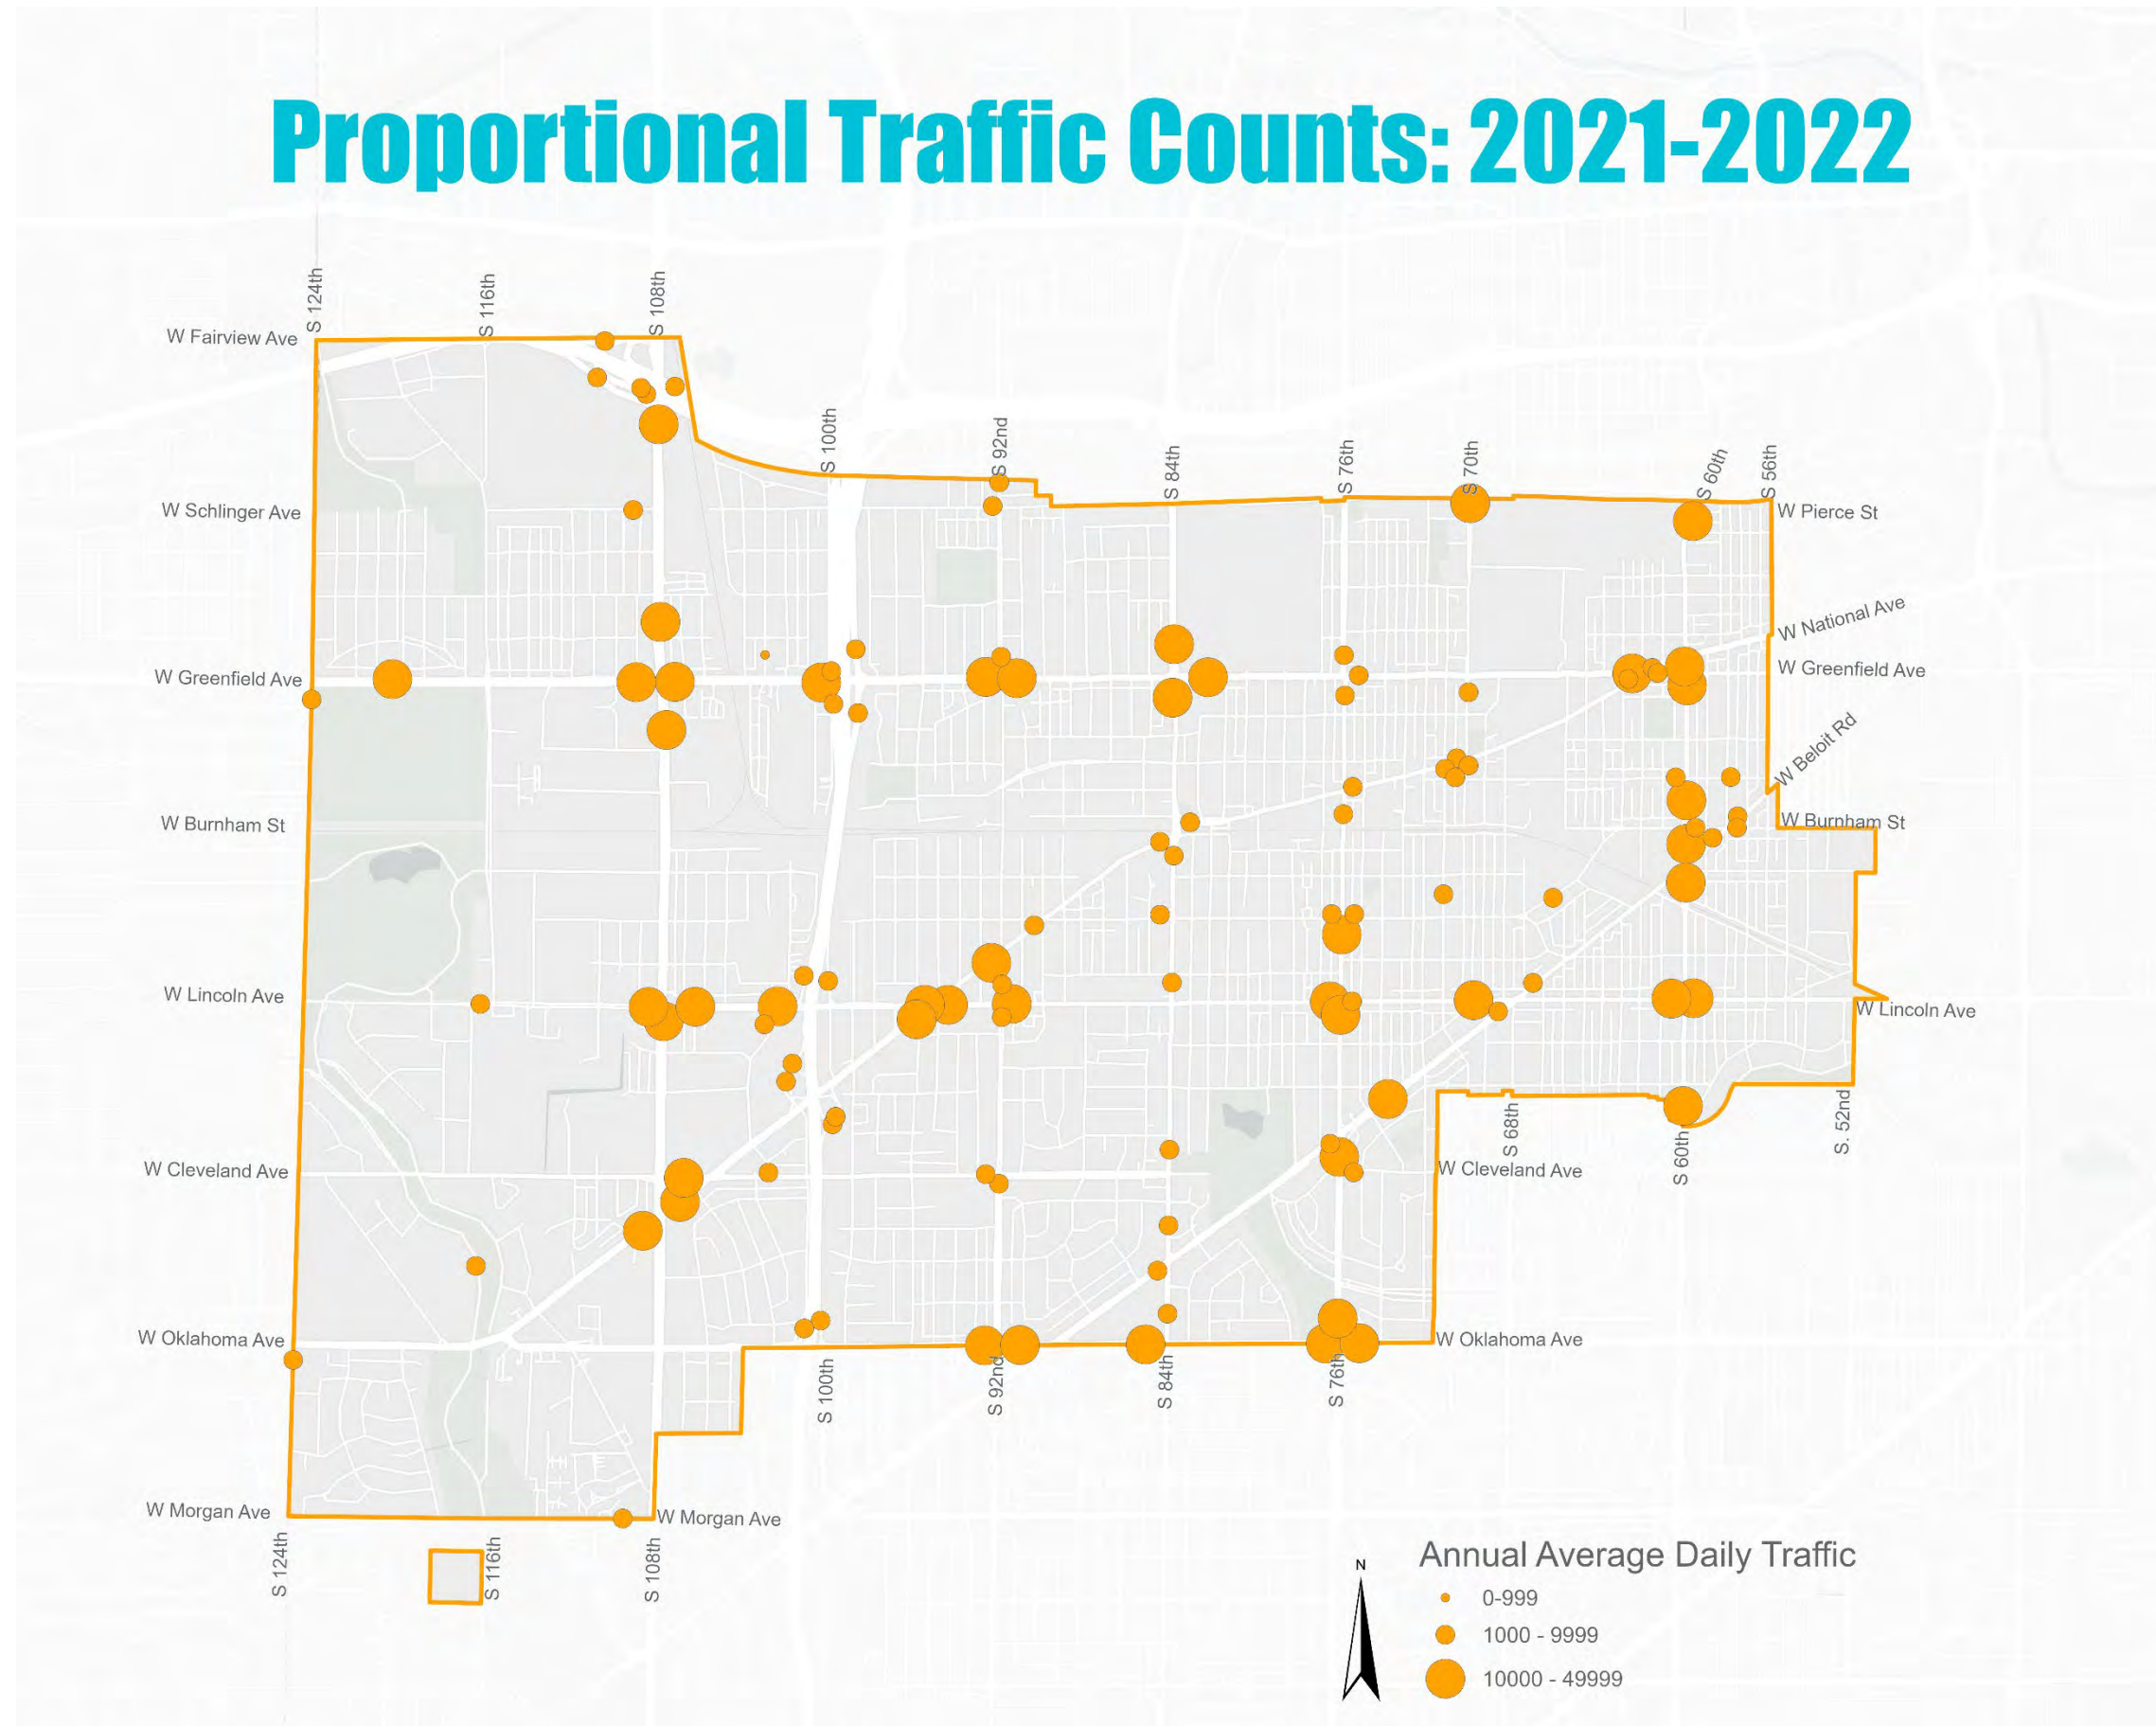 Proportional Traffic Counts: 2021-2022
S 124th
S 116th
S 108th
W Fairview Ave
S 100th
S 92nd
S 84th
S 76th
S 70th
S 60th
S 56th
W Schlinger Ave
W Pierce St
W National Ave
W Greenfield Ave
W Greenfield Ave
W Beloit Rd
W Burnham St
W Burnham St
W Lincoln Ave
W Lincoln Ave
S 68th
S 60th
S. 52nd
W Cleveland Ave
W Cleveland Ave
W Oklahoma Ave
W Oklahoma Ave
S 100th
S 92nd
S 84th
S 76th
W Morgan Ave
W Morgan Ave
S 124th
S 116th
S 108th
N
Annual Average Daily Traffic
0-999
1000 - 9999
10000 - 49999